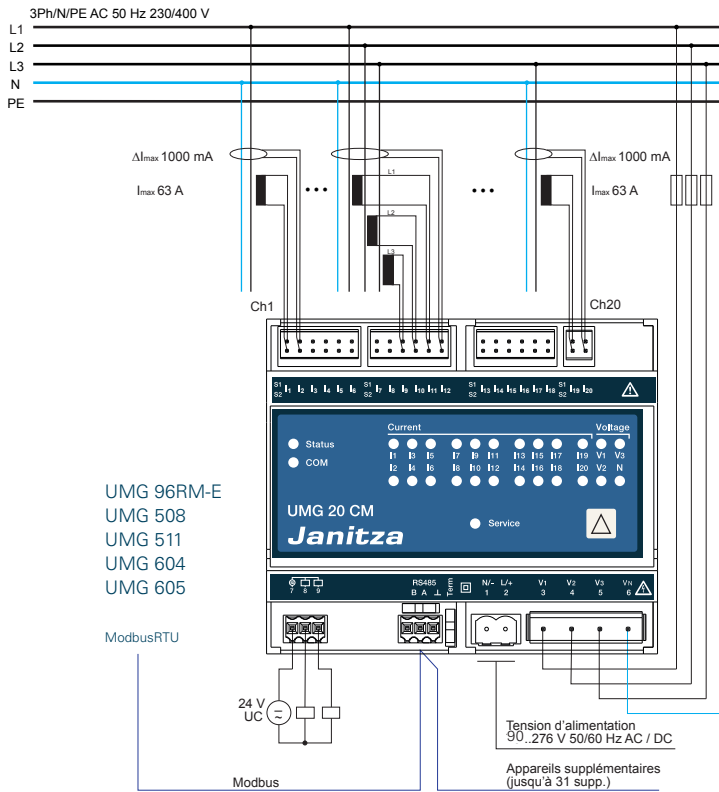 3Ph/N/PE AC 50 Hz 230/400 V
L1
L2
L3
N
PE
ΔImax 1000 mA
ΔImax 1000 mA
Imax 63 A
Imax 63 A
L1
L2
L3
Ch1
Ch20
S1 S2 I1 I2 I3 I4 I5 I6 S1 S2 I7 I8 I9 I10 I11 I12 S1 S2 I13 I14 I15 I16 I17 I18 S1 S2 I19 I20
Current Voltage
Status
COM
I1 I3 I5 I7 I9 I11 I13 I15 I17 I19 V1 V3
I2 I4 I6 I8 I10 I12 I14 I16 I18 I20 V2 N
UMG 20 CM
Janitza
Service
UMG 96RM-E
UMG 508
UMG 511
UMG 604
UMG 605
ModbusRTU
7 8 9
RS485
B A
Term
N/- L/+
1 2
V1 V2 V3 VN
3 4 5 6
24 V
UC
Tension d'alimentation
90..276 V 50/60 Hz AC / DC
Appareils supplémentaires
(jusqu'à 31 supp.)
Modbus